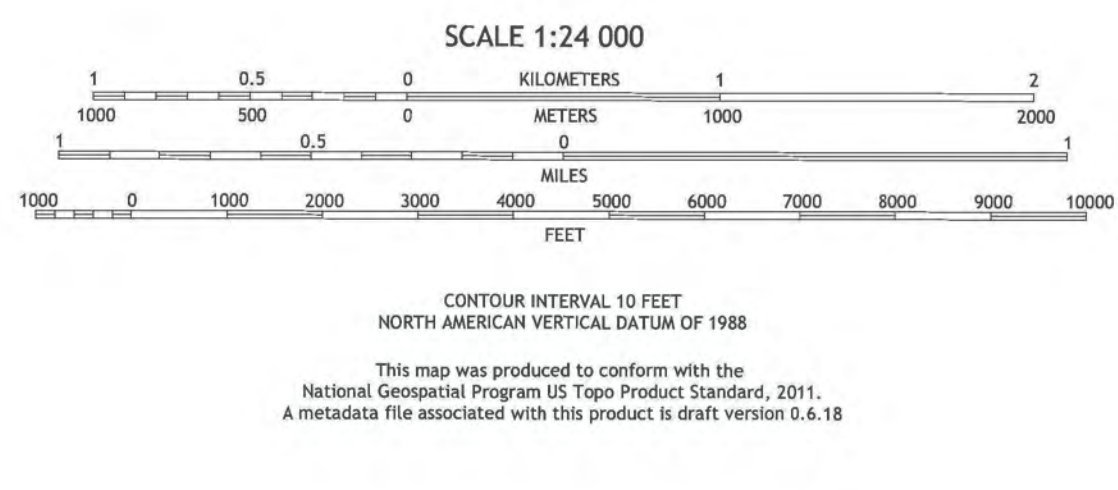 SCALE 1:24 000
1 0.5 0 KILOMETERS 1 2
1000 500 0 METERS 1000 2000
1 0.5 0 1
MILES
1000 0 1000 2000 3000 4000 5000 6000 7000 8000 9000 10000
FEET
CONTOUR INTERVAL 10 FEET
NORTH AMERICAN VERTICAL DATUM OF 1988
This map was produced to conform with the
National Geospatial Program US Topo Product Standard, 2011.
A metadata file associated with this product is draft version 0.6.18